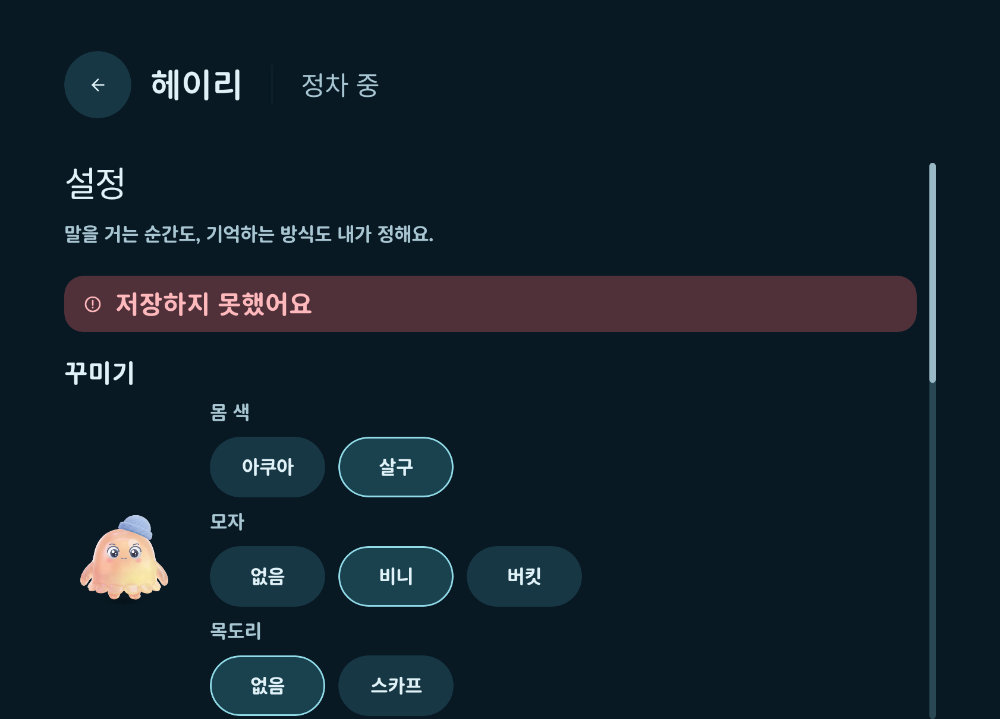 헤이리
정차 중
설정
말을 거는 순간도, 기억하는 방식도 내가 정해요.
저장하지 못했어요
꾸미기
몸 색
아쿠아 살구
모자
없음 비니 버킷
목도리
없음 스카프